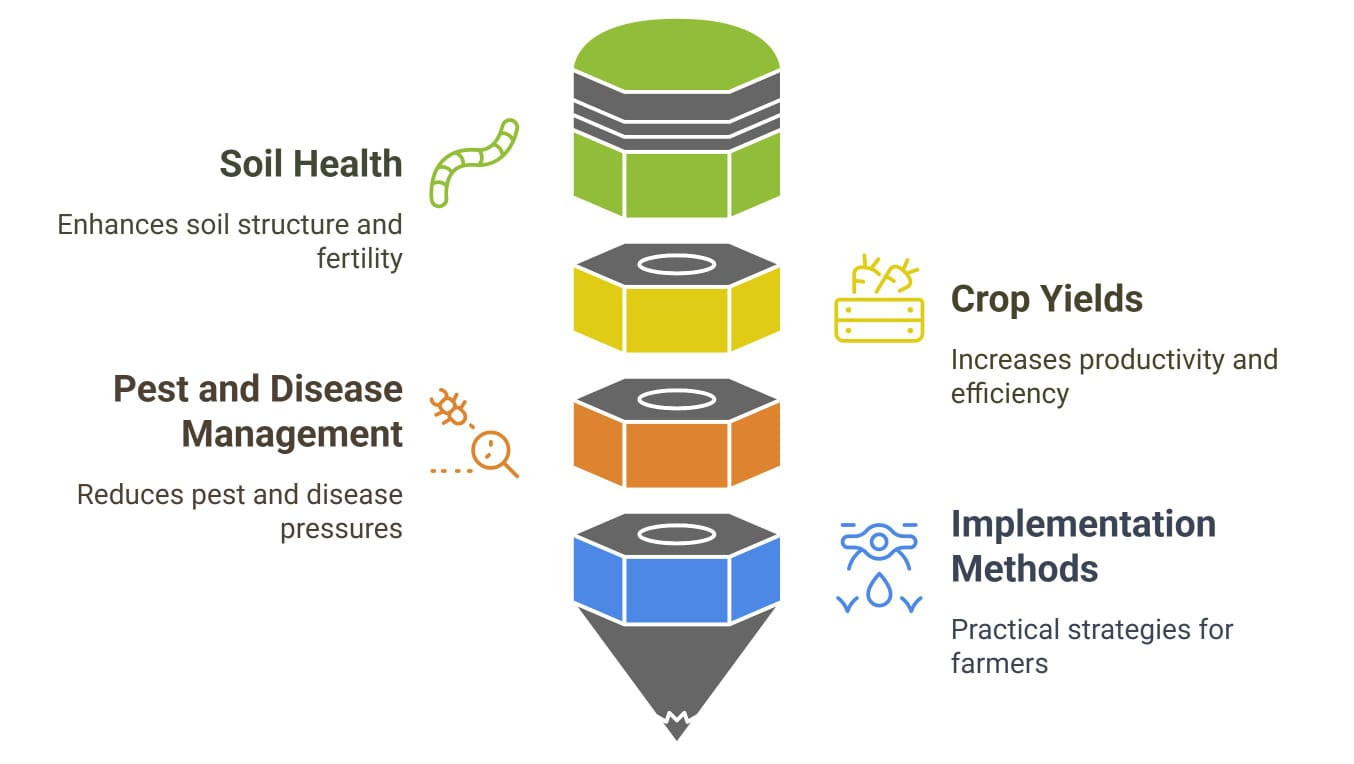 Soil Health
Enhances soil structure and
fertility
Crop Yields
Increases productivity and
efficiency
Pest and Disease
Management
Reduces pest and disease
pressures
Implementation
Methods
Practical strategies for
farmers